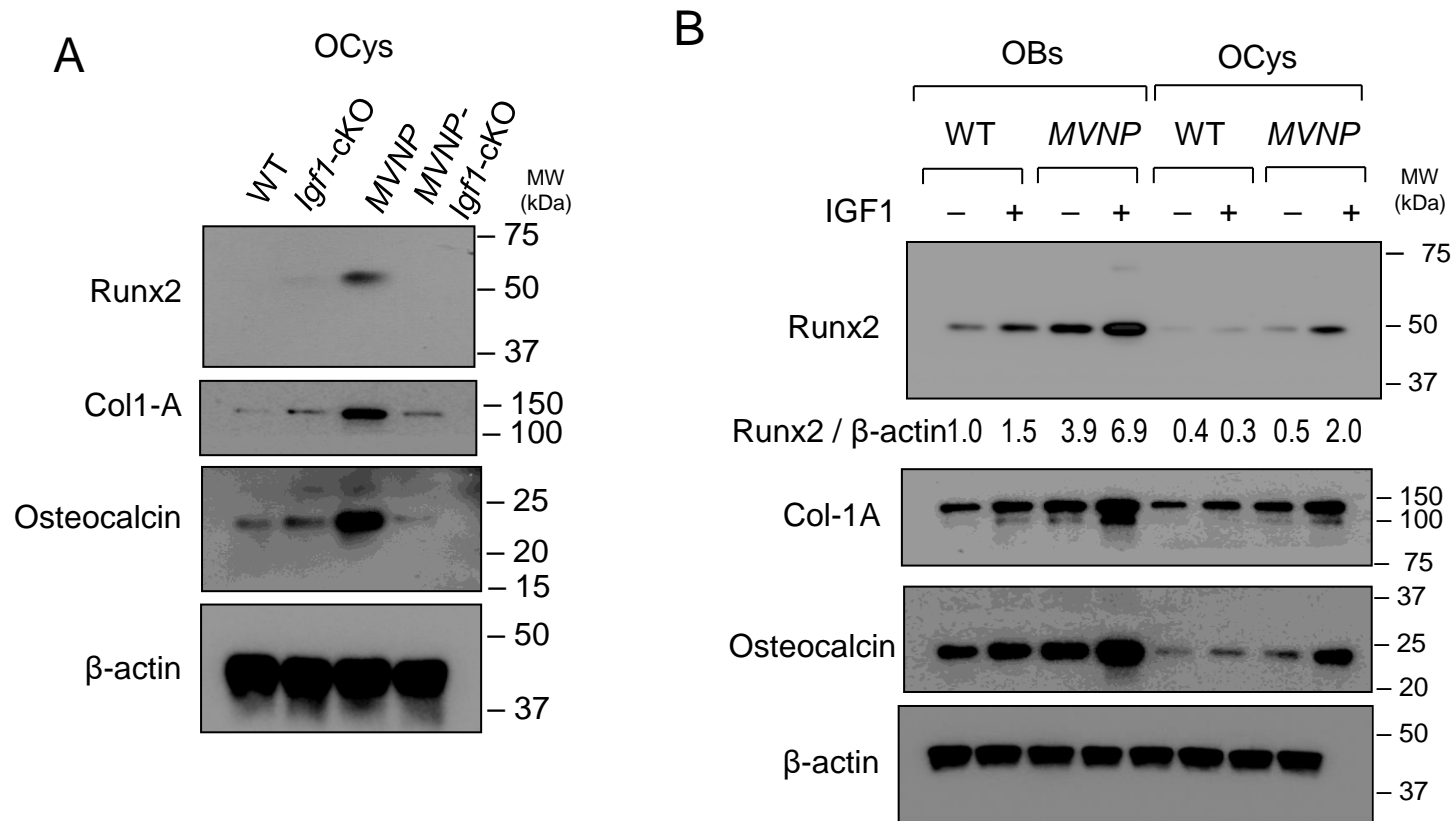 A
OCys
WT
Igf1-cKO
MVNP
MVNP-
Igf1-cKO
MW
(kDa)
Runx2
– 75
– 50
– 37
Col1-A
– 150
– 100
Osteocalcin
– 25
– 20
– 15
β-actin
– 50
– 37
B
OBs OCys
WT MVNP WT MVNP
MW
(kDa)
IGF1 – + – + – + – +
Runx2
– 75
– 50
– 37
Runx2 / β-actin 1.0 1.5 3.9 6.9 0.4 0.3 0.5 2.0
Col-1A
– 150
– 100
– 75
Osteocalcin
– 37
– 25
– 20
β-actin
– 50
– 37